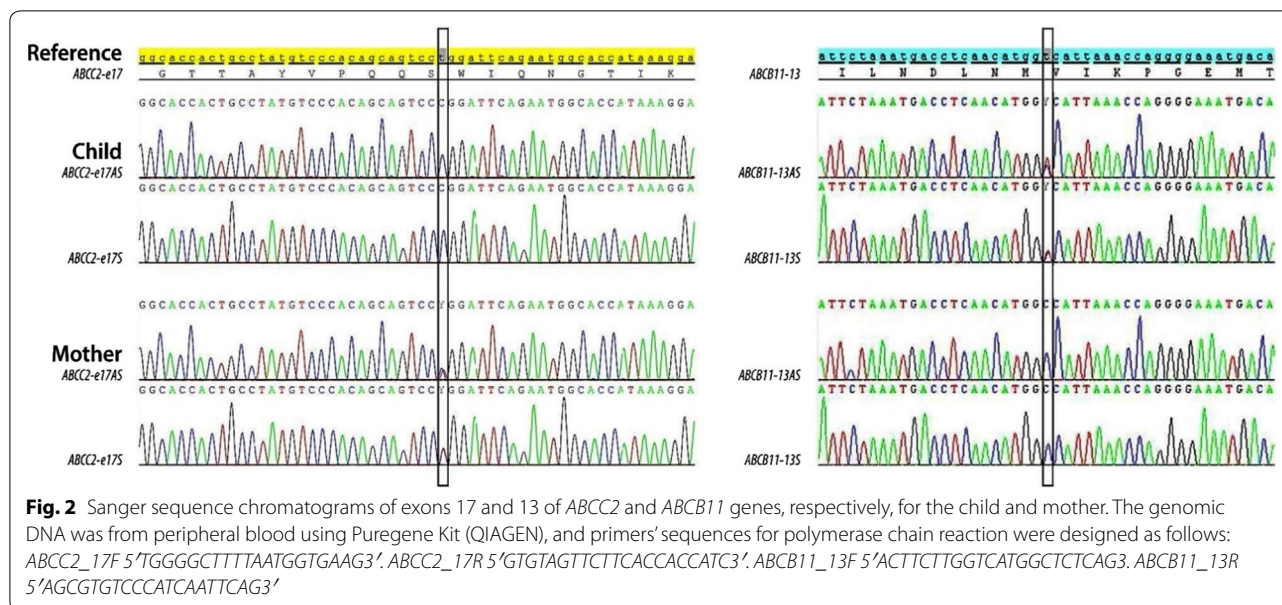 Reference
ggcaccactgcctatgtcccacagcagtcctggattcagaatggcaccataaagga
ABCC2-e17
G T T A Y V P Q Q S W I Q N G T I K
GGCACCACTGCCTATGTCCCACAGCAGTCCCGGATTCAGAATGGCACCATAAAGGA
Child
ABCC2-e17AS
GGCACCACTGCCTATGTCCCACAGCAGTCCCGGATTCAGAATGGCACCATAAAGGA
ABCC2-e17S
GGCACCACTGCCTATGTCCCACAGCAGTCCYGGATTCAGAATGGCACCATAAAGGA
Mother
ABCC2-e17AS
GGCACCACTGCCTATGTCCCACAGCAGTCCYGGATTCAGAATGGCACCATAAAGGA
ABCC2-e17S
attctaaatgacctcaacatggtcattaaaccaggggaaatgaca
ABCB11-13
I L N D L N M V I K P G E M T
ATTCTAAATGACCTCAACATGGYCATTAAACCAGGGGAAATGACA
ABCB11-13AS
ATTCTAAATGACCTCAACATGGYCATTAAACCAGGGGAAATGACA
ABCB11-13S
ATTCTAAATGACCTCAACATGGCCATTAAACCAGGGGAAATGACA
ABCB11-13AS
ATTCTAAATGACCTCAACATGGCCATTAAACCAGGGGAAATGACA
ABCB11-13S
Fig. 2 Sanger sequence chromatograms of exons 17 and 13 of ABCC2 and ABCB11 genes, respectively, for the child and mother. The genomic
DNA was from peripheral blood using Puregene Kit (QIAGEN), and primers' sequences for polymerase chain reaction were designed as follows:
ABCC2_17F 5′TGGGGCTTTTAATGGTGAAG3′. ABCC2_17R 5′GTGTAGTTCTTCACCACCATC3′. ABCB11_13F 5′ACTTCTTGGTCATGGCTCTCAG3. ABCB11_13R
5′AGCGTGTCCCATCAATTCAG3′